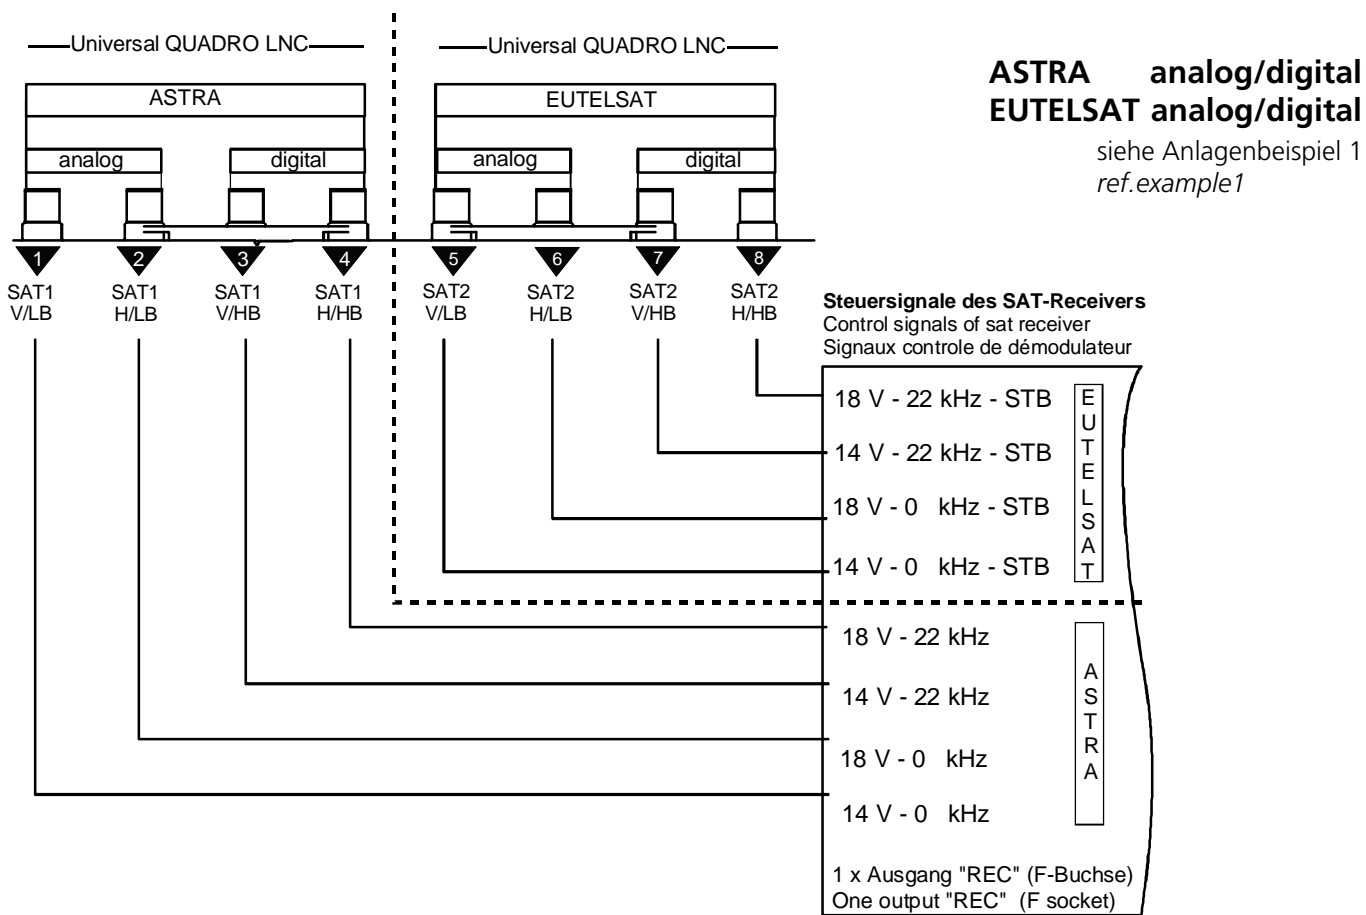 Universal QUADRO LNC
Universal QUADRO LNC
ASTRA analog/digital
EUTELSAT analog/digital
siehe Anlagenbeispiel 1
ref.example1
ASTRA
EUTELSAT
analog
digital
analog
digital
1
2
3
4
5
6
7
8
SAT1
V/LB
SAT1
H/LB
SAT1
V/HB
SAT1
H/HB
SAT2
V/LB
SAT2
H/LB
SAT2
V/HB
SAT2
H/HB
Steuersignale des SAT-Receivers
Control signals of sat receiver
Signaux controle de démodulateur
18 V - 22 kHz - STB
14 V - 22 kHz - STB
18 V - 0 kHz - STB
14 V - 0 kHz - STB
EUTELSAT
18 V - 22 kHz
14 V - 22 kHz
18 V - 0 kHz
14 V - 0 kHz
ASTRA
1 x Ausgang "REC" (F-Buchse)
One output "REC" (F socket)